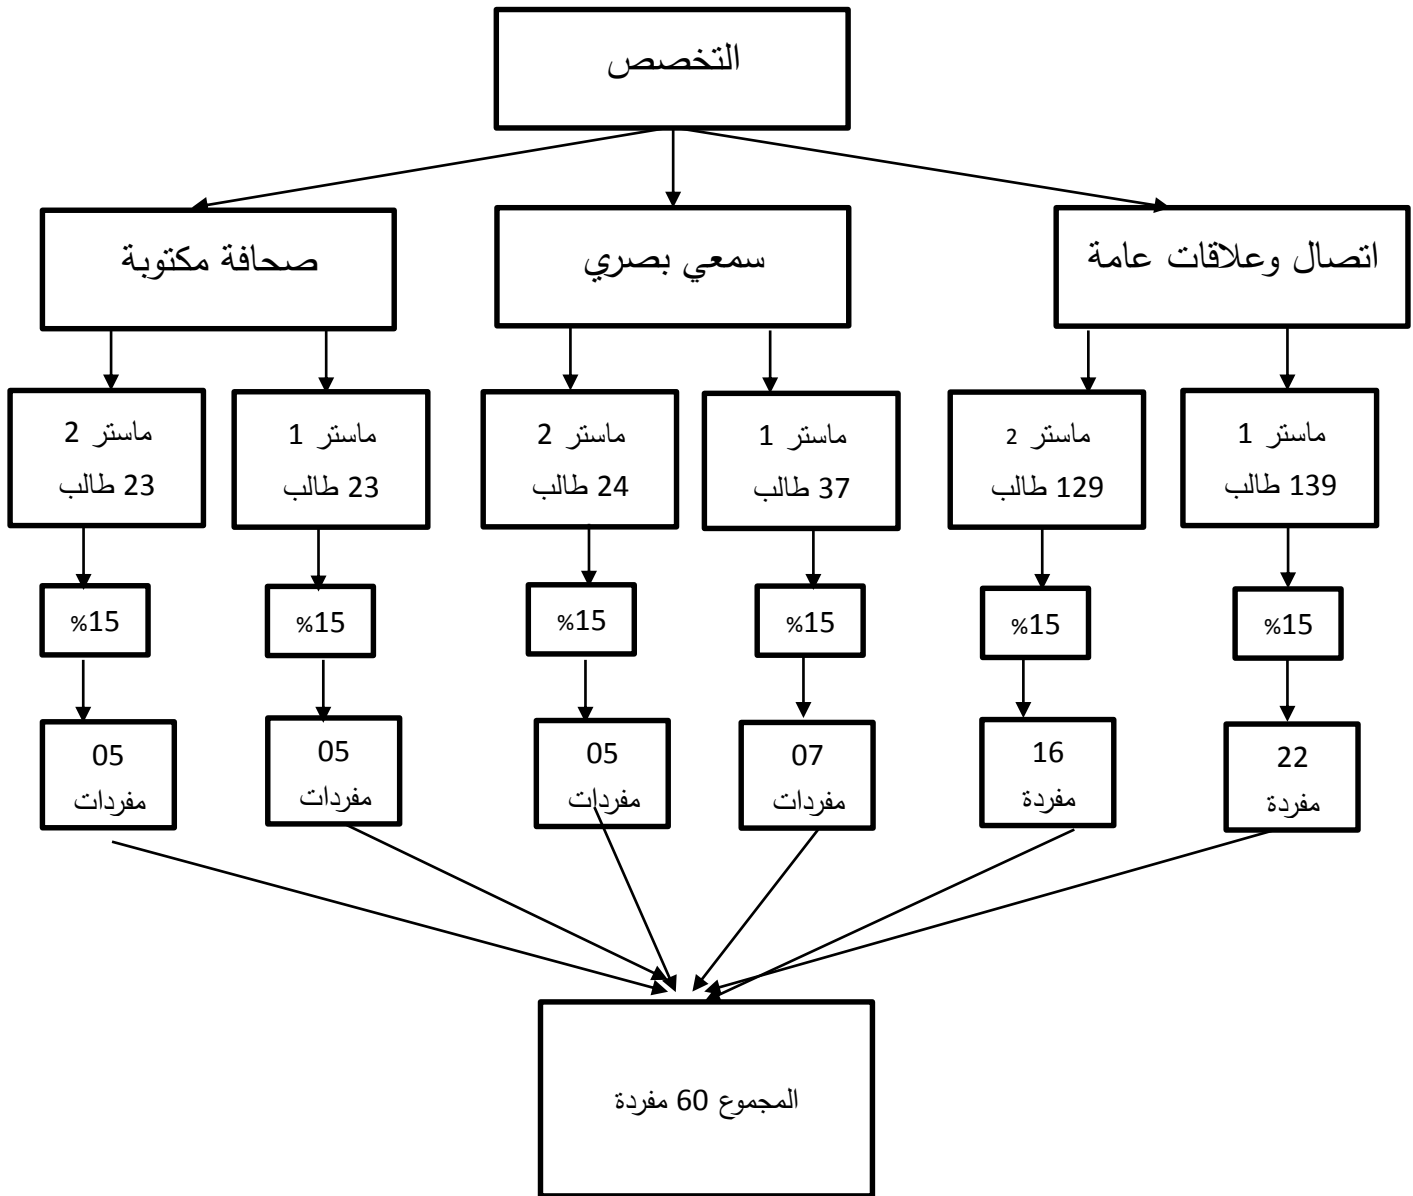 التخصص
اتصال وعلاقات عامة
سمعي بصري
صحافة مكتوبة
ماستر 1
139 طالب
ماستر 2
129 طالب
ماستر 1
37 طالب
ماستر 2
24 طالب
ماستر 1
23 طالب
ماستر 2
23 طالب
%15
%15
%15
%15
%15
%15
22
مفردة
16
مفردة
07
مفردات
05
مفردات
05
مفردات
05
مفردات
المجموع 60 مفردة